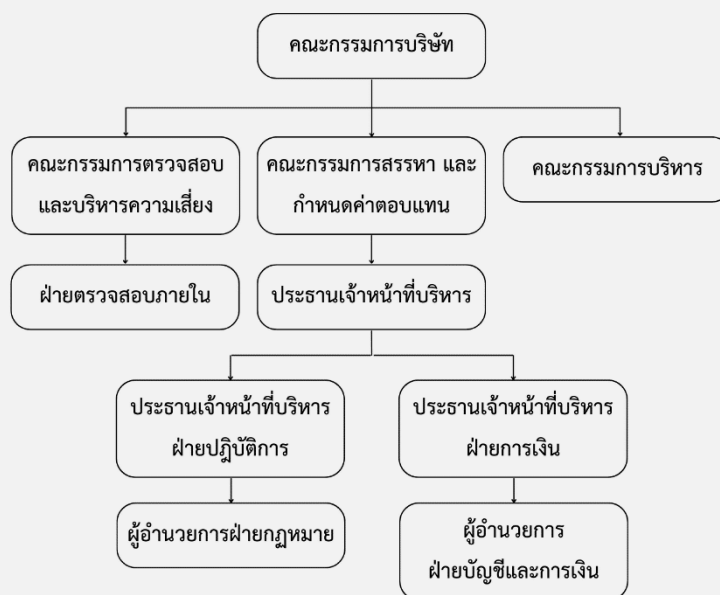 คณะกรรมการบริษัท
คณะกรรมการตรวจสอบ
และบริหารความเสี่ยง
คณะกรรมการสรรหา และ
กำหนดค่าตอบแทน
คณะกรรมการบริหาร
ฝ่ายตรวจสอบภายใน
ประธานเจ้าหน้าที่บริหาร
ประธานเจ้าหน้าที่บริหาร
ฝ่ายปฎิบัติการ
ประธานเจ้าหน้าที่บริหาร
ฝ่ายการเงิน
ผู้อำนวยการฝ่ายกฎหมาย
ผู้อำนวยการ
ฝ่ายบัญชีและการเงิน